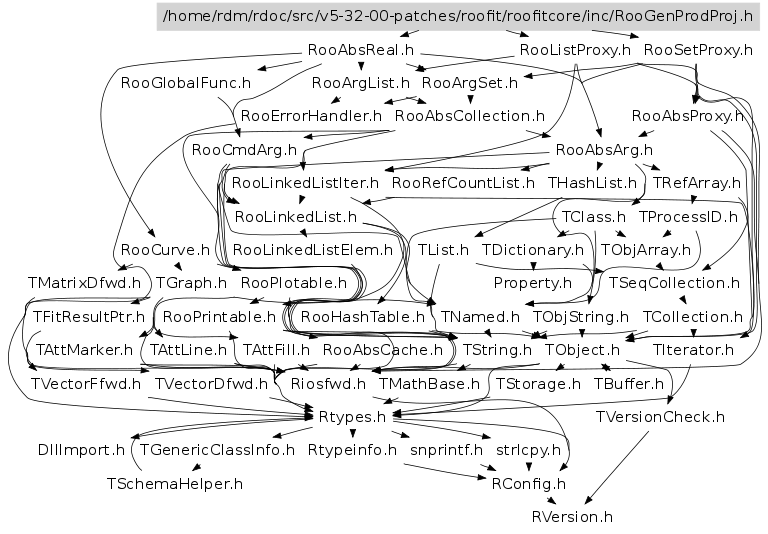 /home/rdm/rdoc/src/v5-32-00-patches/roofit/roofitcore/inc/RooGenProdProj.h
RooAbsReal.h RooListProxy.h RooSetProxy.h
RooGlobalFunc.h RooArgList.h RooArgSet.h
RooErrorHandler.h RooAbsCollection.h RooAbsProxy.h
RooCmdArg.h RooAbsArg.h
RooLinkedListIter.h RooRefCountList.h THashList.h TRefArray.h
RooLinkedList.h TClass.h TProcessID.h
RooCurve.h RooLinkedListElem.h TList.h TDictionary.h TObjArray.h
TMatrixDfwd.h TGraph.h RooPlotable.h Property.h TSeqCollection.h
TFitResultPtr.h RooPrintable.h RooHashTable.h TNamed.h TObjString.h TCollection.h
TAttMarker.h TAttLine.h TAttFill.h RooAbsCache.h TString.h TObject.h TIterator.h
TVectorFfwd.h TVectorDfwd.h Riosfwd.h TMathBase.h TStorage.h TBuffer.h
Rtypes.h TVersionCheck.h
DllImport.h TGenericClassInfo.h Rtypeinfo.h snprintf.h strlcpy.h
TSchemaHelper.h RConfig.h
RVersion.h